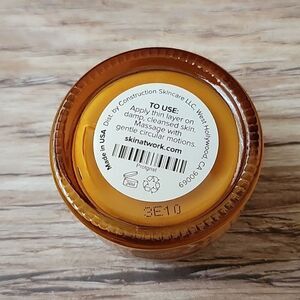 Made in USA
Dist. by Construction Skincare LLC, West Hollywood, CA 90069
TO USE:
Apply thin layer on
damp, cleansed skin.
Massage with
gentle circular motions.
skinatwork.com
3E10